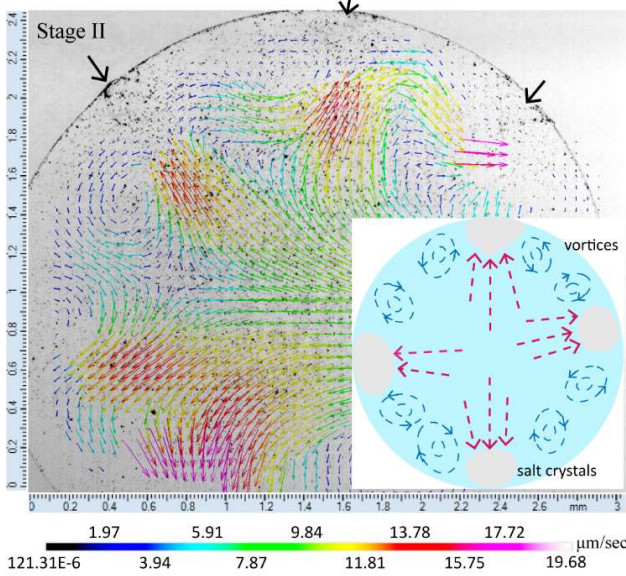 Stage II
2.4
2.2
2
1.8
1.6
1.4
1.2
1
0.8
0.6
0.4
0.2
0
vortices
salt crystals
0 0.2 0.4 0.6 0.8 1 1.2 1.4 1.6 1.8 2 2.2 2.4 2.6 mm 3
1.97 5.91 9.84 13.78 17.72 µm/sec
121.31E-6 3.94 7.87 11.81 15.75 19.68